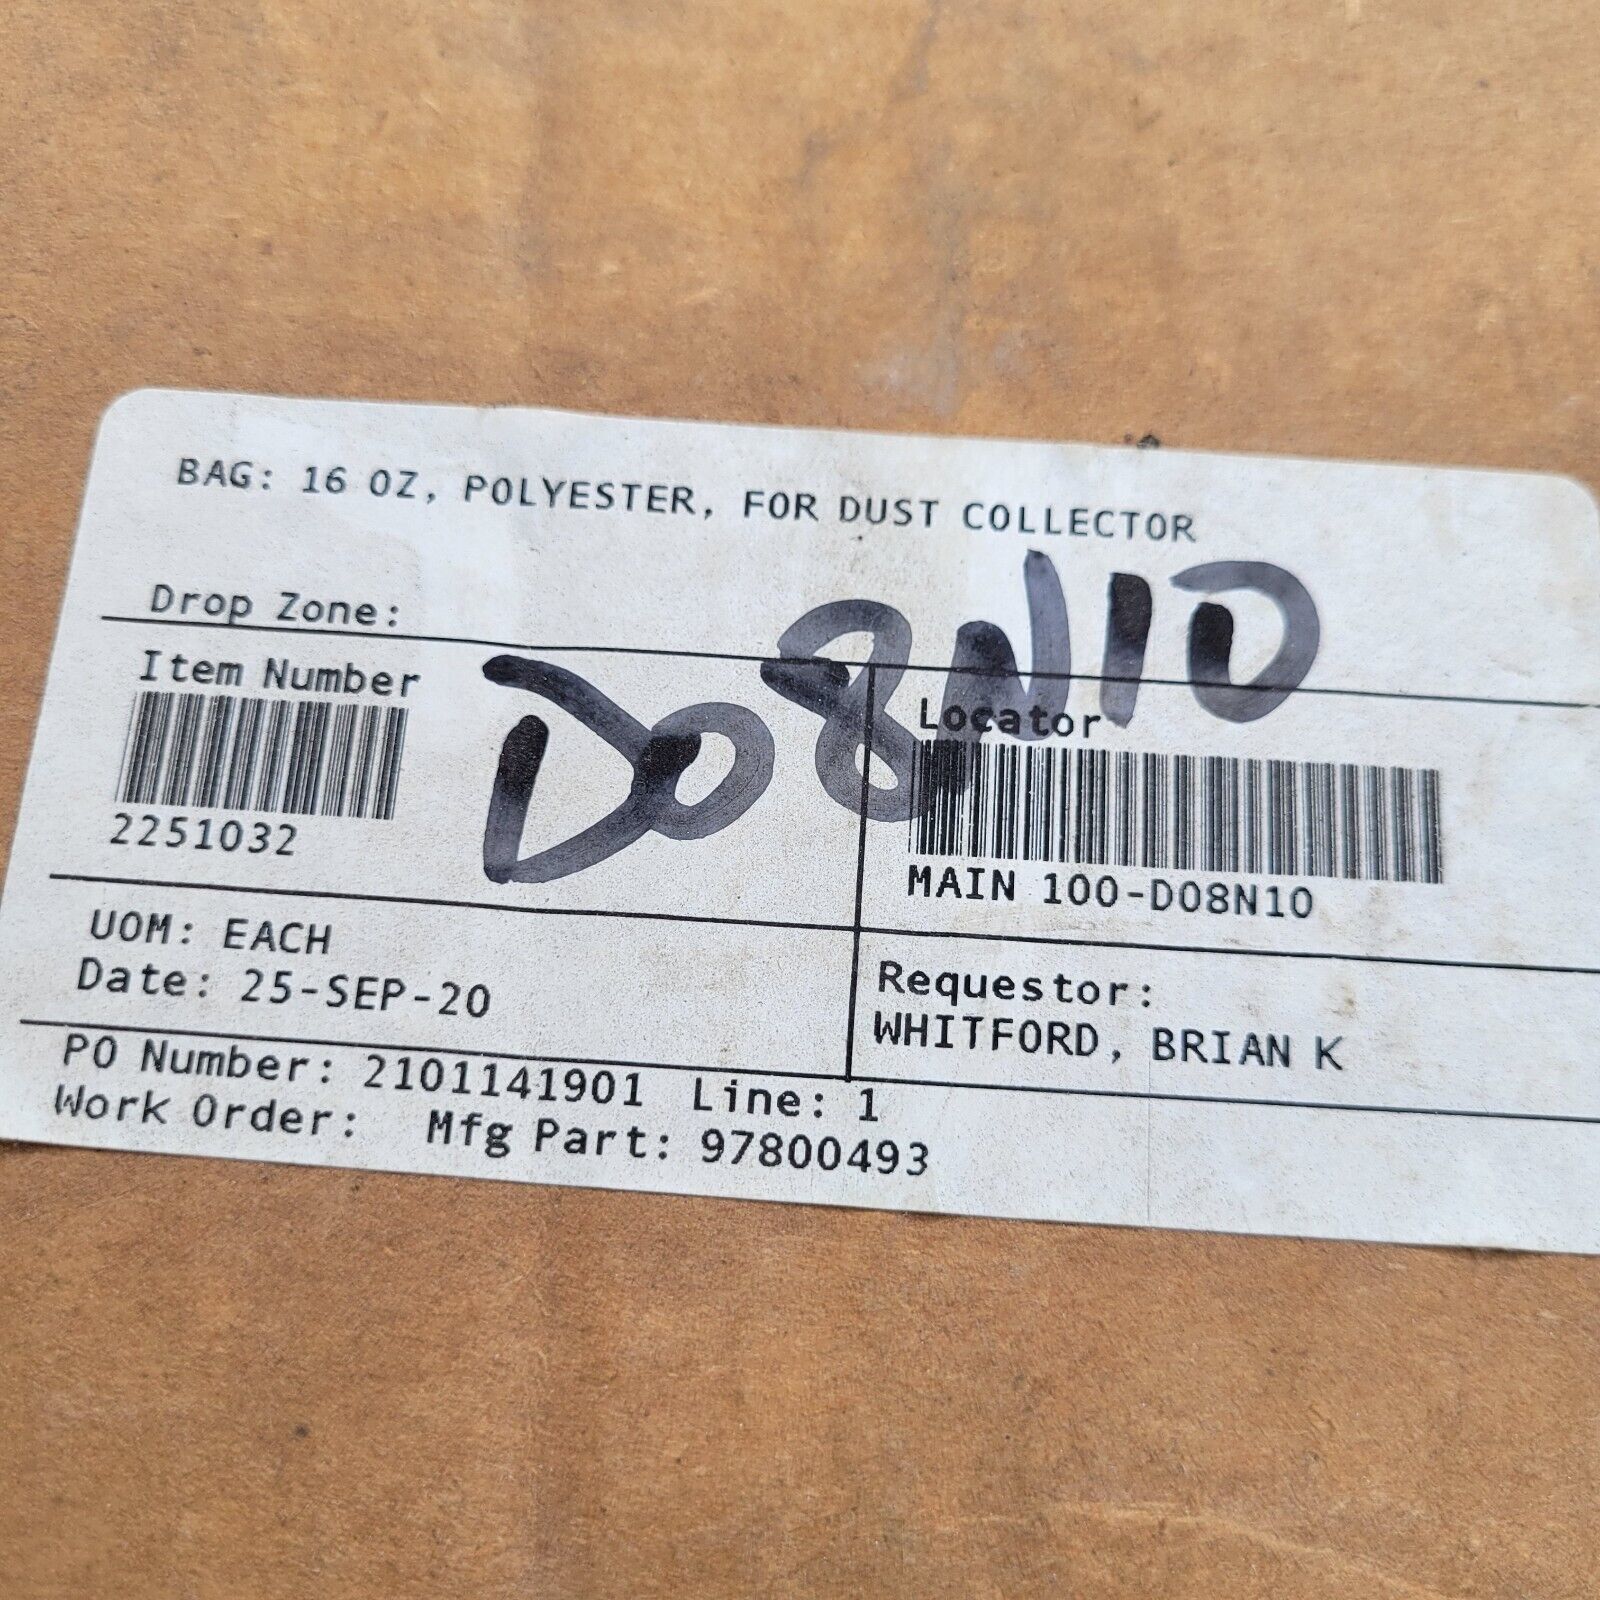 BAG: 16 OZ, POLYESTER, FOR DUST COLLECTOR
Drop Zone:
D08N10
Item Number
2251032
Locator
MAIN 100-D08N10
UOM: EACH
Date: 25-SEP-20
Requestor:
WHITFORD, BRIAN K
PO Number: 2101141901 Line: 1
Work Order: Mfg Part: 97800493